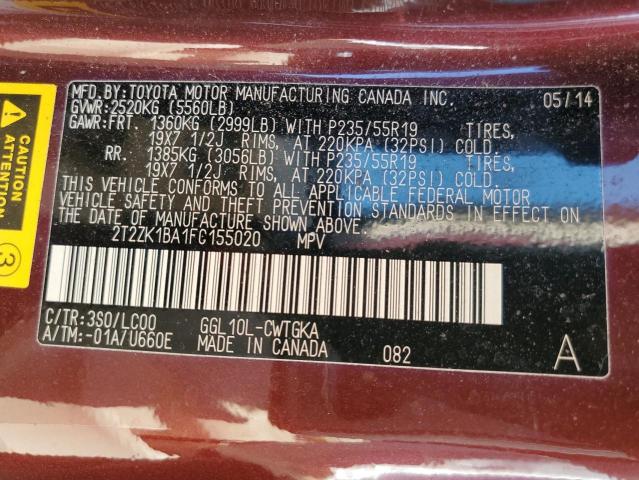 MFD.BY:TOYOTA MOTOR MANUFACTURING CANADA INC. 05/14
GVWR:2520KG (5560LB)
GAWR:FRT. 1360KG (2999LB) WITH P235/55R19 TIRES,
19X7 1/2J RIMS, AT 220KPA (32PSI) COLD.
RR. 1385KG (3056LB) WITH P235/55R19 TIRES,
19X7 1/2J RIMS, AT 220KPA (32PSI) COLD.
THIS VEHICLE CONFORMS TO ALL APPLICABLE FEDERAL MOTOR
VEHICLE SAFETY AND THEFT PREVENTION STANDARDS IN EFFECT
ON THE DATE OF MANUFACTURE SHOWN ABOVE.
2T2ZK1BA1FC155020 MPV
C/TR:3S0/LC00 GGL10L-CWTGKA
A/TM:-01A/U660E MADE IN CANADA 082 A
CAUTION
ATTENTION
3